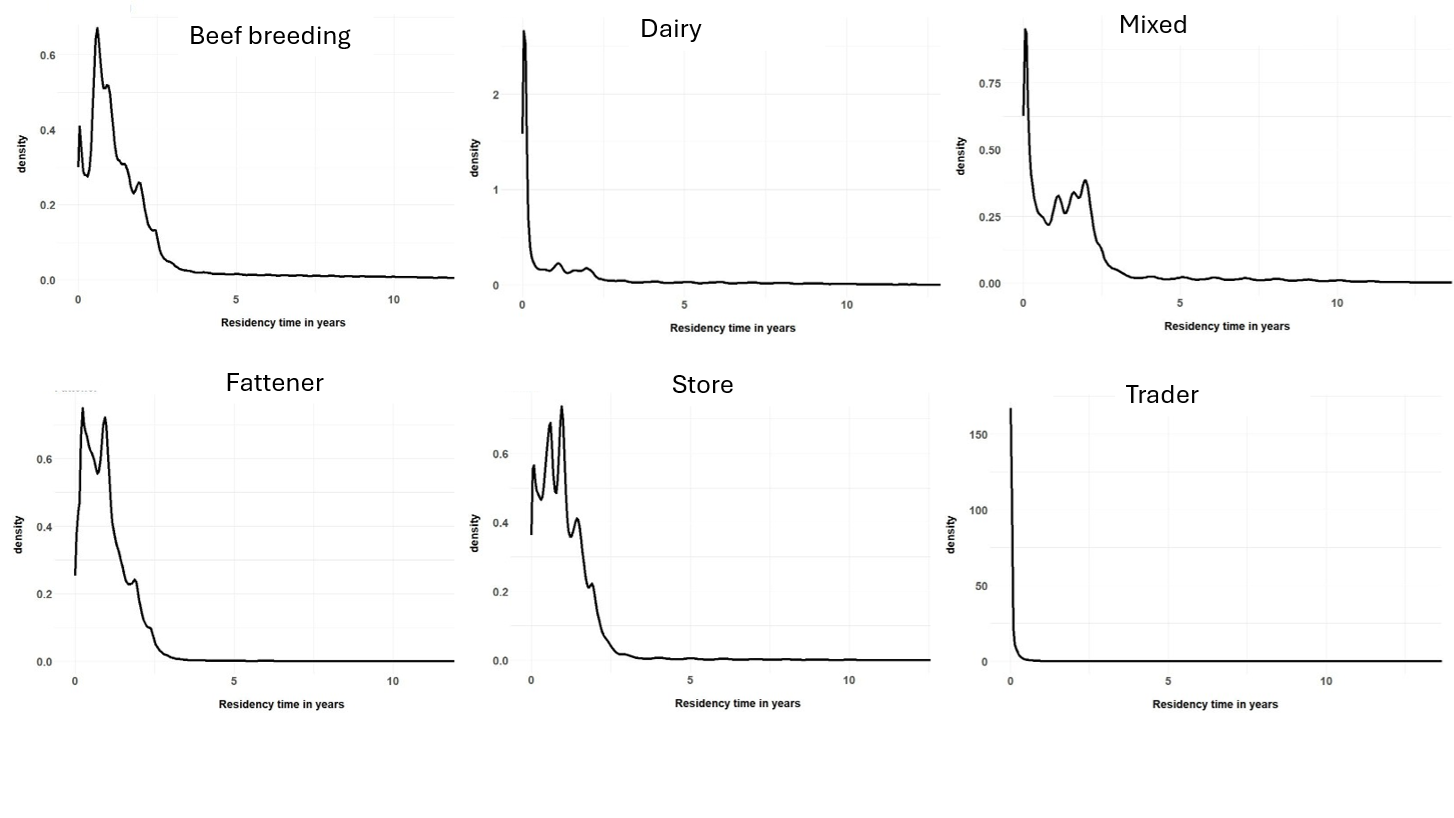 Beef breeding
0.6
0.4
0.2
0.0
density
0 5 10
Residency time in years
Dairy
2
1
0
density
0 5 10
Residency time in years
Mixed
0.75
0.50
0.25
0.00
density
0 5 10
Residency time in years
Fattener
0.6
0.4
0.2
0.0
density
0 5 10
Residency time in years
Store
0.6
0.4
0.2
0.0
density
0 5 10
Residency time in years
Trader
150
100
50
0
density
0 5 10
Residency time in years